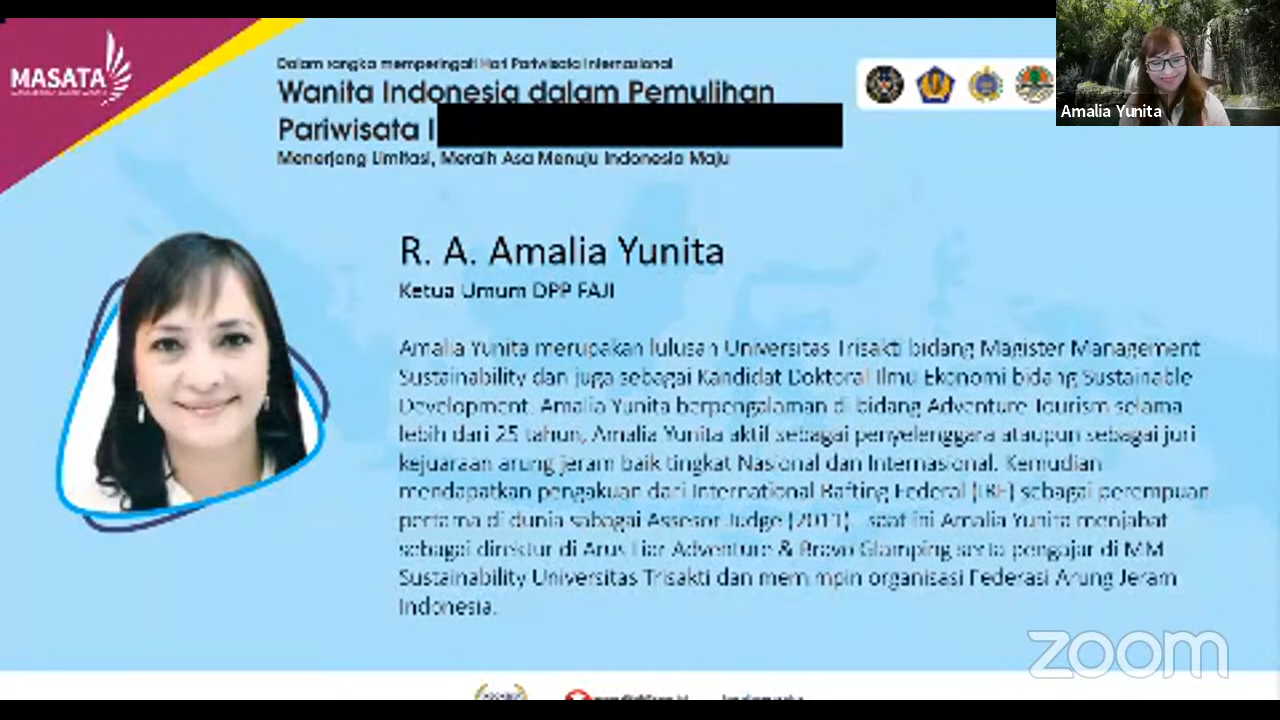 MASATA
Dalam rangka memperingati Hari Pariwisata Internasional
Wanita Indonesia dalam Pemulihan
Pariwisata I
Menerjang Limitasi, Meraih Asa Menuju Indonesia Maju
Amalia Yunita
R. A. Amalia Yunita
Ketua Umum DPP FAJI
Amalia Yunita merupakan lulusan Universitas Trisakti bidang Magister Management
Sustainability dan juga sebagai Kandidat Doktoral Ilmu Ekonomi bidang Sustainable
Development. Amalia Yunita berpengalaman di bidang Adventure Tourism selama
lebih dari 25 tahun, Amalia Yunita aktif sebagai penyelenggara ataupun sebagai juri
kejuaraan arung jeram baik tingkat Nasional dan Internasional. Kemudian
mendapatkan pengakuan dari International Rafting Federal (IRF) sebagai perempuan
pertama di dunia sabagai Assesor Judge (2011). saat ini Amalia Yunita menjabat
sebagai direktur di Arus Liar Adventure & Bravo Glamping serta pengajar di MM
Sustainability Universitas Trisakti dan mem mpin organisasi Federasi Arung Jeram
Indonesia.
zoom